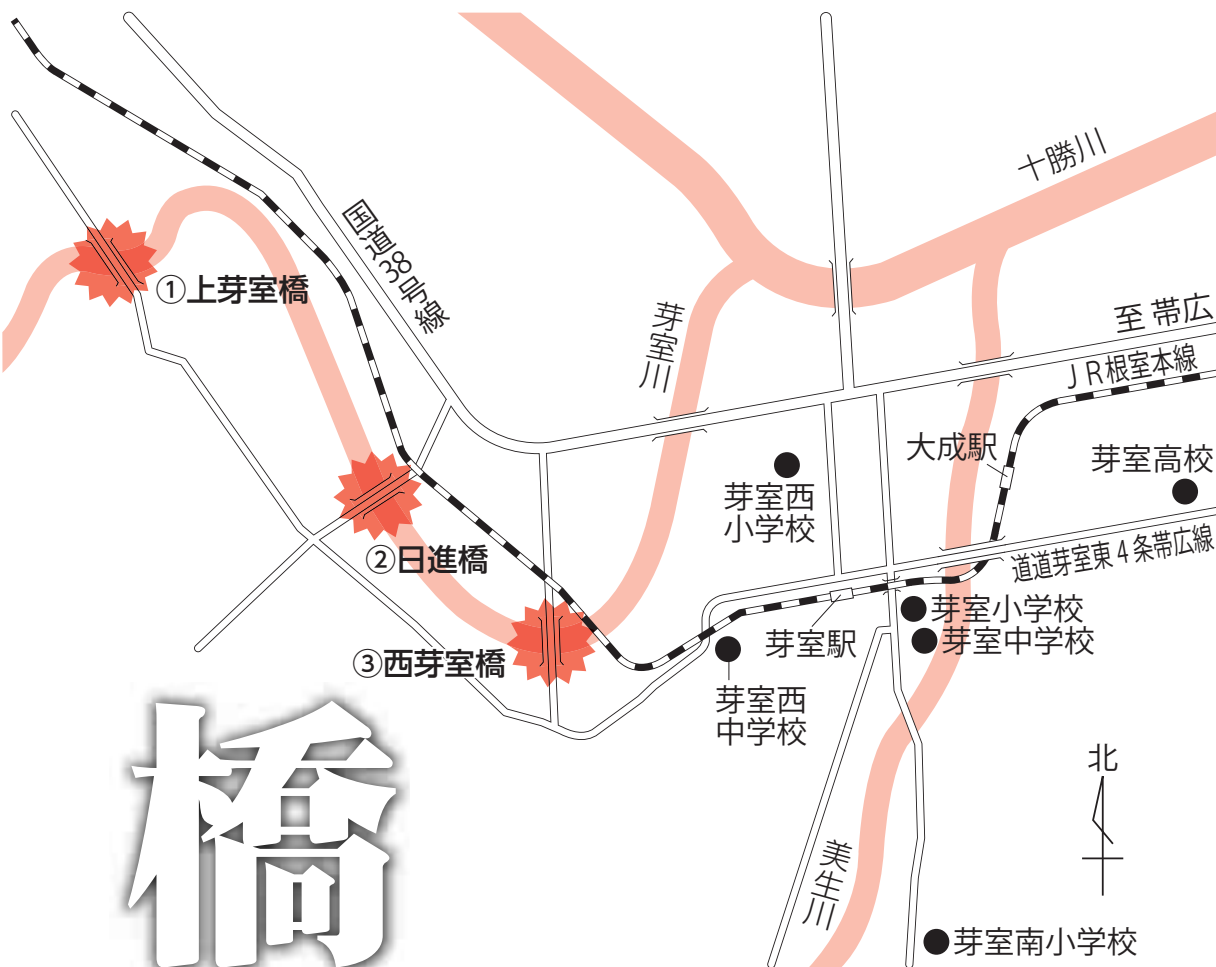 十勝川
国道38号線
①上芽室橋
芽室川
至 帯広
JR根室本線
大成駅
芽室高校
芽室西
小学校
②日進橋
道道芽室東4条帯広線
芽室小学校
芽室駅
芽室中学校
③西芽室橋
芽室西
中学校
橋
北
美生川
芽室南小学校